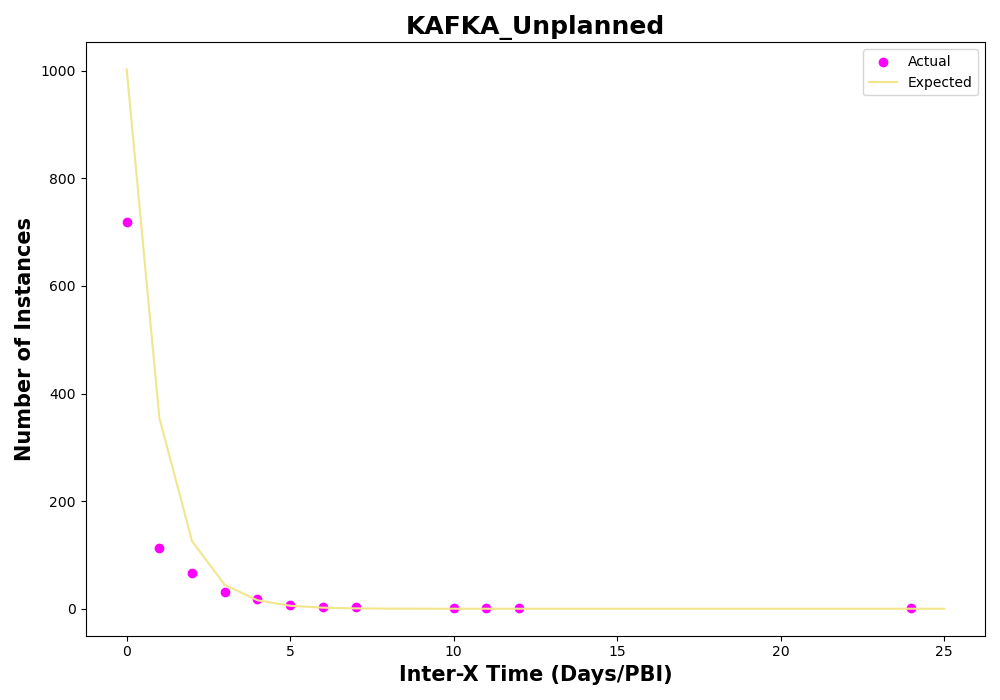 KAFKA_Unplanned
Actual
Expected
Number of Instances
1000
800
600
400
200
0
0 5 10 15 20 25
Inter-X Time (Days/PBI)